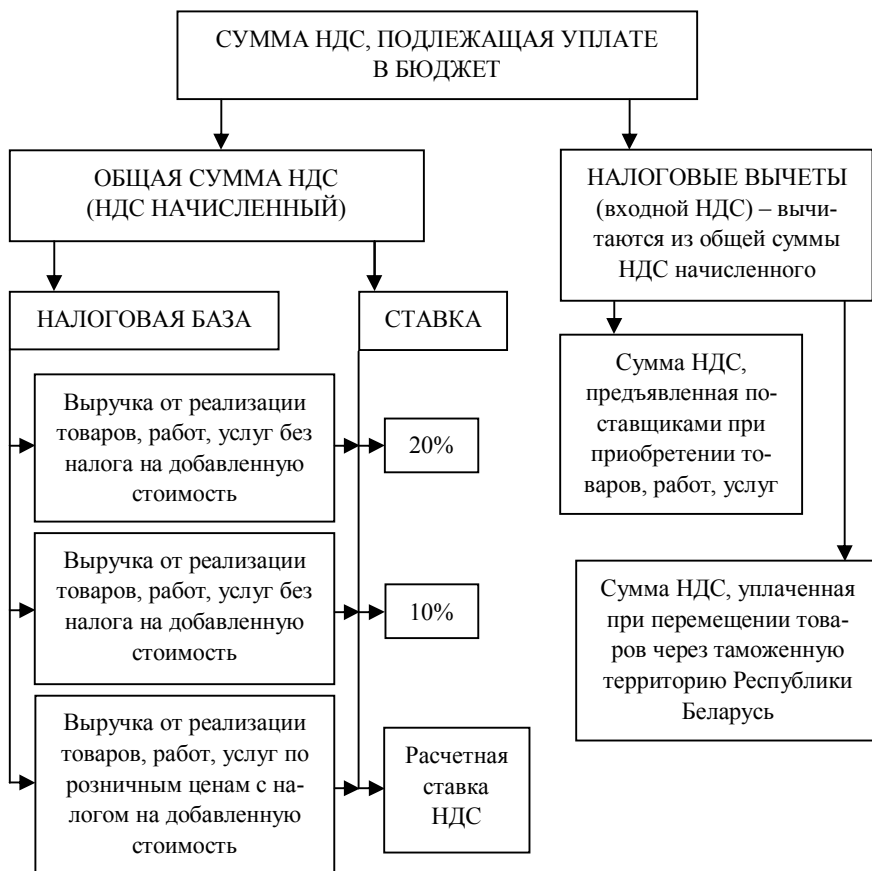 СУММА НДС, ПОДЛЕЖАЩАЯ УПЛАТЕ
В БЮДЖЕТ
ОБЩАЯ СУММА НДС
(НДС НАЧИСЛЕННЫЙ)
НАЛОГОВЫЕ ВЫЧЕТЫ
(входной НДС) – вычи-
таются из общей суммы
НДС начисленного
НАЛОГОВАЯ БАЗА
СТАВКА
Выручка от реализации
товаров, работ, услуг без
налога на добавленную
стоимость
20%
Выручка от реализации
товаров, работ, услуг без
налога на добавленную
стоимость
10%
Выручка от реализации
товаров, работ, услуг по
розничным ценам с на-
логом на добавленную
стоимость
Расчетная
ставка
НДС
Сумма НДС,
предъявленная по-
ставщиками при
приобретении то-
варов, работ, услуг
Сумма НДС, уплаченная
при перемещении това-
ров через таможенную
территорию Республики
Беларусь